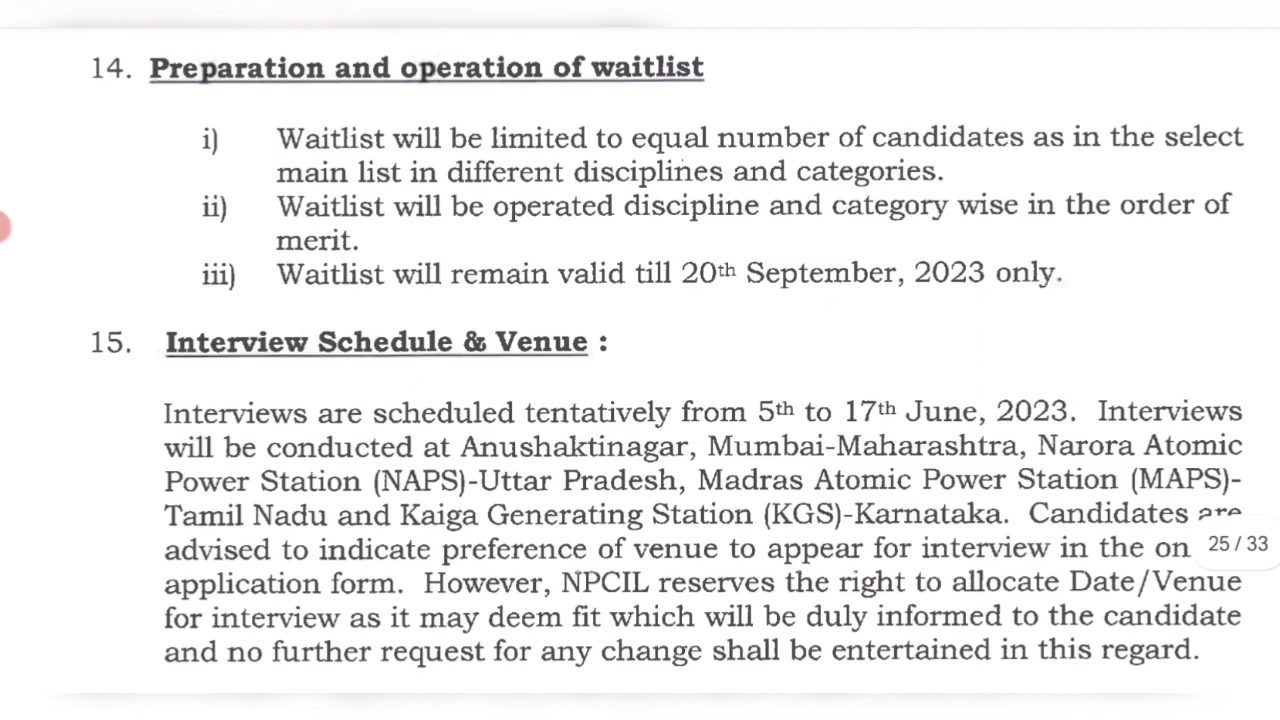 14. Preparation and operation of waitlist
i) Waitlist will be limited to equal number of candidates as in the select
main list in different disciplines and categories.
ii) Waitlist will be operated discipline and category wise in the order of
merit.
iii) Waitlist will remain valid till 20th September, 2023 only.
15. Interview Schedule & Venue :
Interviews are scheduled tentatively from 5th to 17th June, 2023. Interviews
will be conducted at Anushaktinagar, Mumbai-Maharashtra, Narora Atomic
Power Station (NAPS)-Uttar Pradesh, Madras Atomic Power Station (MAPS)-
Tamil Nadu and Kaiga Generating Station (KGS)-Karnataka. Candidates are
advised to indicate preference of venue to appear for interview in the on
25 / 33
application form. However, NPCIL reserves the right to allocate Date/Venue
for interview as it may deem fit which will be duly informed to the candidate
and no further request for any change shall be entertained in this regard.